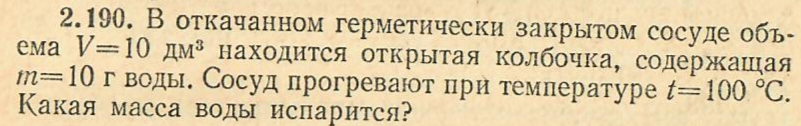 2.190. В откачанном герметически закрытом сосуде объ-
ема V=10 дм³ находится открытая колбочка, содержащая
m=10 г воды. Сосуд прогревают при температуре t=100 °С.
Какая масса воды испарится?